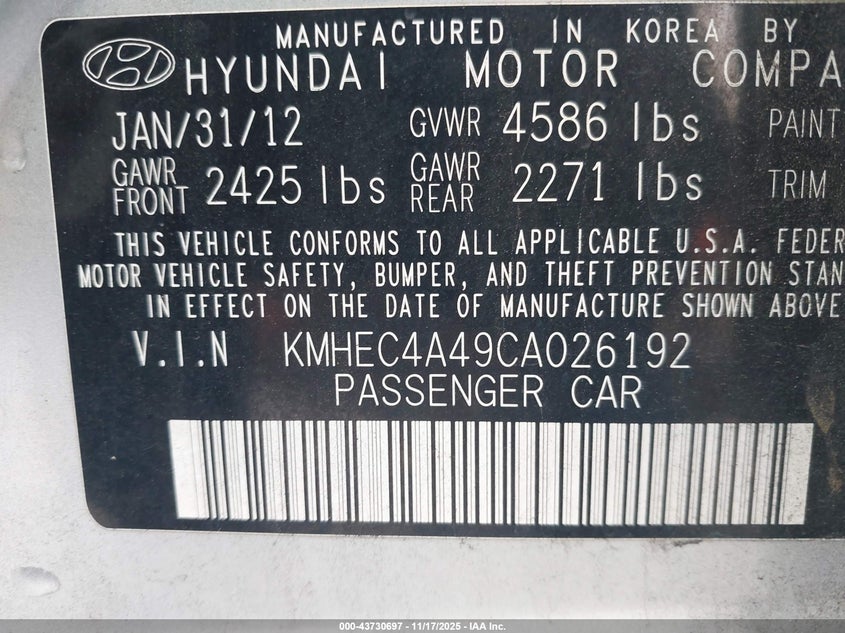 MANUFACTURED IN KOREA BY
HYUNDAI MOTOR COMPA
JAN/31/12 GVWR 4586 lbs PAINT
GAWR FRONT 2425 lbs GAWR REAR 2271 lbs TRIM
THIS VEHICLE CONFORMS TO ALL APPLICABLE U.S.A. FEDER
MOTOR VEHICLE SAFETY, BUMPER, AND THEFT PREVENTION STAN
IN EFFECT ON THE DATE OF MANUFACTURE SHOWN ABOVE
V.I.N KMHEC4A49CA026192
PASSENGER CAR
000-43730697 - 11/17/2025 - IAA Inc.